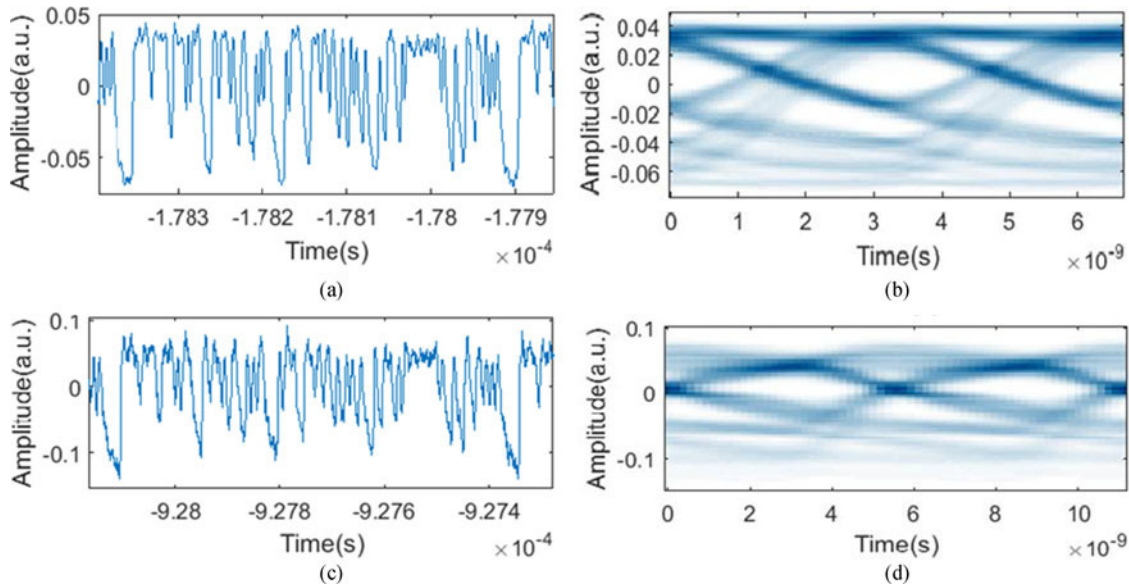 0.05
0
-0.05
Amplitude(a.u.)
-1.783 -1.782 -1.781 -1.78 -1.779
Time(s)
×10-4
(a)
0.04
0.02
0
-0.02
-0.04
-0.06
Amplitude(a.u.)
0 1 2 3 4 5 6
Time(s)
×10-9
(b)
0.1
0
-0.1
Amplitude(a.u.)
-9.28 -9.278 -9.276 -9.274
Time(s)
×10-4
(c)
0.1
0
-0.1
Amplitude(a.u.)
0 2 4 6 8 10
Time(s)
×10-9
(d)